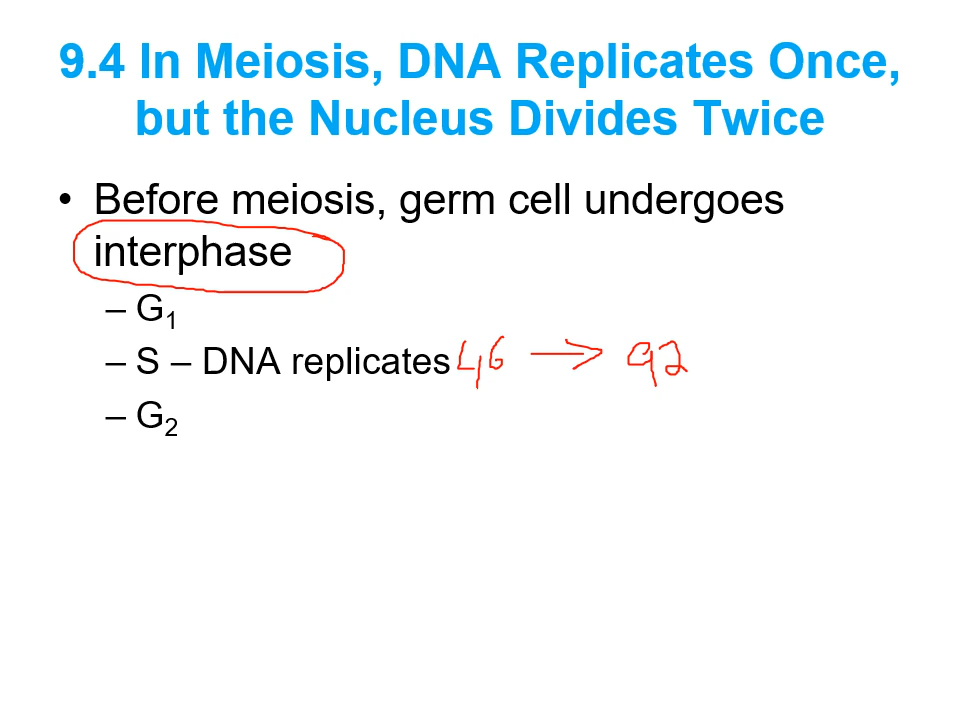 9.4 In Meiosis, DNA Replicates Once,
but the Nucleus Divides Twice
• Before meiosis, germ cell undergoes
interphase
– G₁
– S – DNA replicates 46 → 92
– G₂